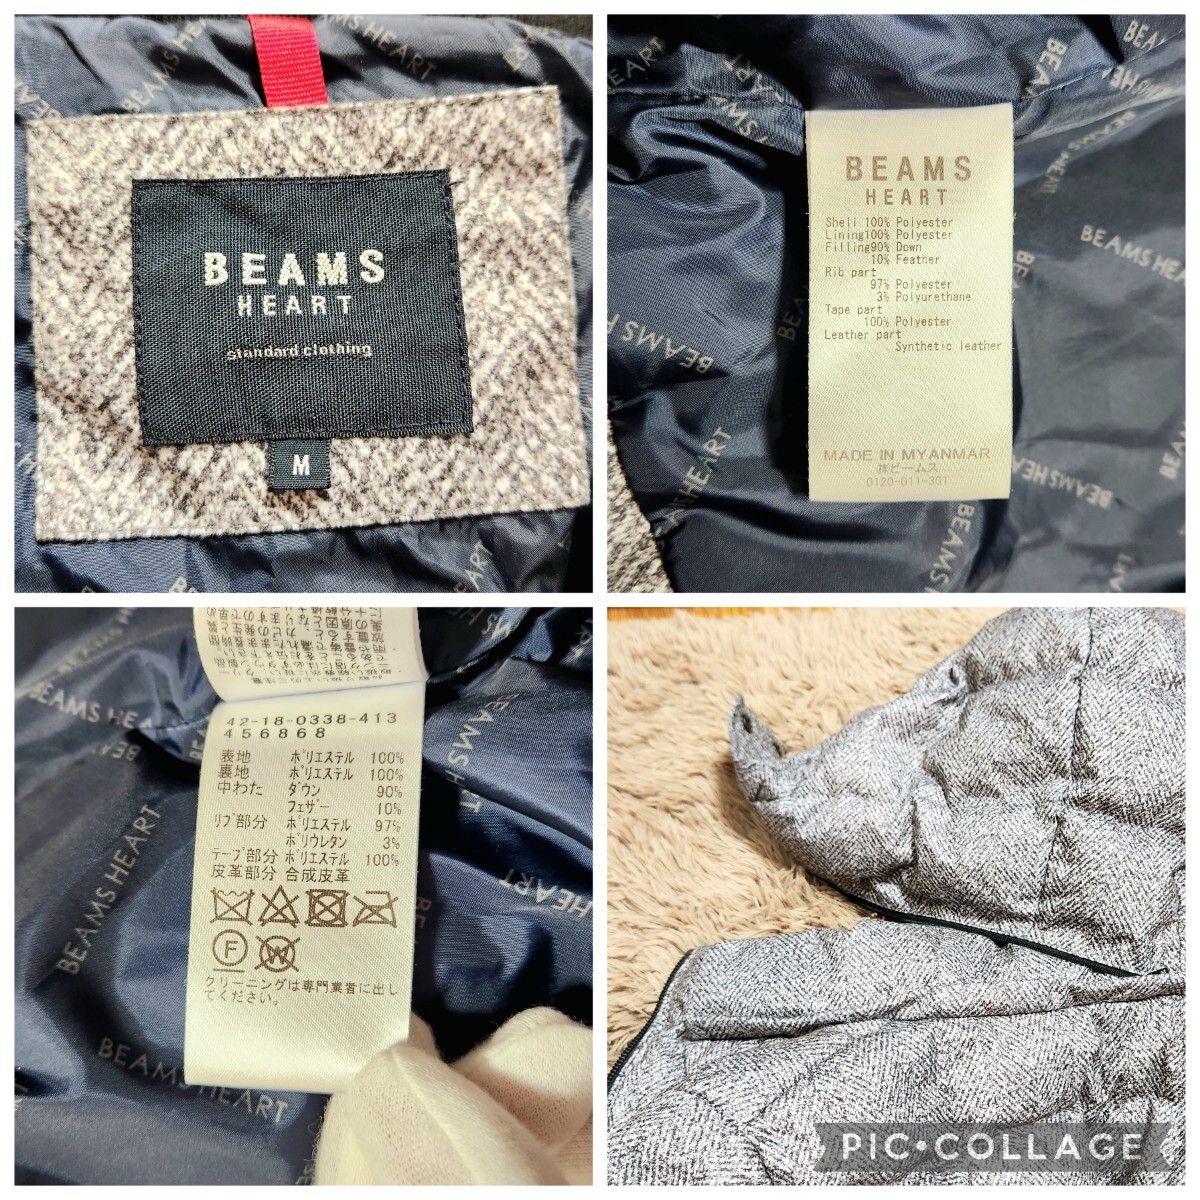 BEAMS
HEART
standard clothing
M
BEAMS
HEART
Shell 100% Polyester
Lining100% Polyester
Filling90% Down
10% Feather
Rib part
97% Polyester
3% Polyurethane
Tape part
100% Polyester
Leather part
Synthetic leather
MADE IN MYANMAR
㈱ビームス
0120-011-301
BEAMS HEART
42-18-0338-413
456868
表地 ポリエステル 100%
裏地 ポリエステル 100%
中わた ダウン 90%
フェザー 10%
リブ部分 ポリエステル 97%
ポリウレタン 3%
テープ部分 ポリエステル 100%
皮革部分 合成皮革
F
W
クリーニングは専門業者に出し
てください。
BEAMS HEART
BEAMS HEART
PIC•COLLAGE